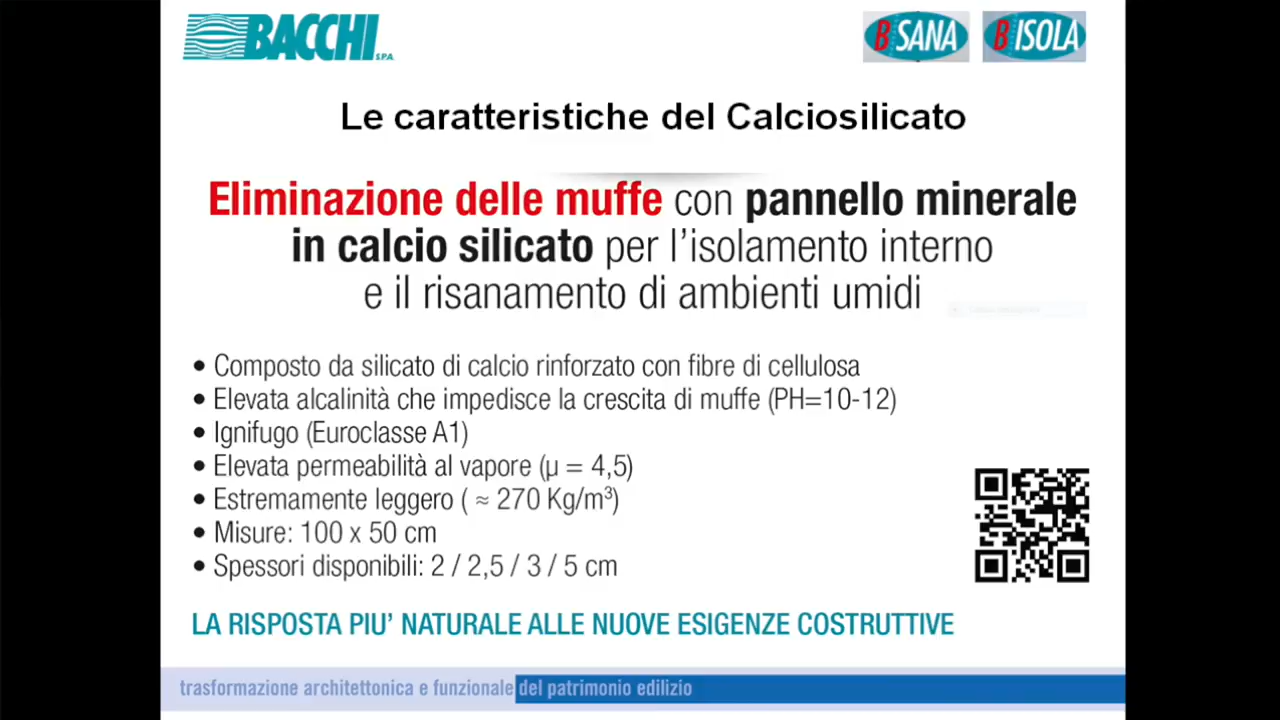 BACCHI SPA
B SANA
B ISOLA
Le caratteristiche del Calciosilicato
Eliminazione delle muffe con pannello minerale
in calcio silicato per l'isolamento interno
e il risanamento di ambienti umidi
• Composto da silicato di calcio rinforzato con fibre di cellulosa
• Elevata alcalinità che impedisce la crescita di muffe (PH=10-12)
• Ignifugo (Euroclasse A1)
• Elevata permeabilità al vapore (µ = 4,5)
• Estremamente leggero ( ≈ 270 Kg/m³)
• Misure: 100 x 50 cm
• Spessori disponibili: 2 / 2,5 / 3 / 5 cm
LA RISPOSTA PIU' NATURALE ALLE NUOVE ESIGENZE COSTRUTTIVE
trasformazione architettonica e funzionale del patrimonio edilizio